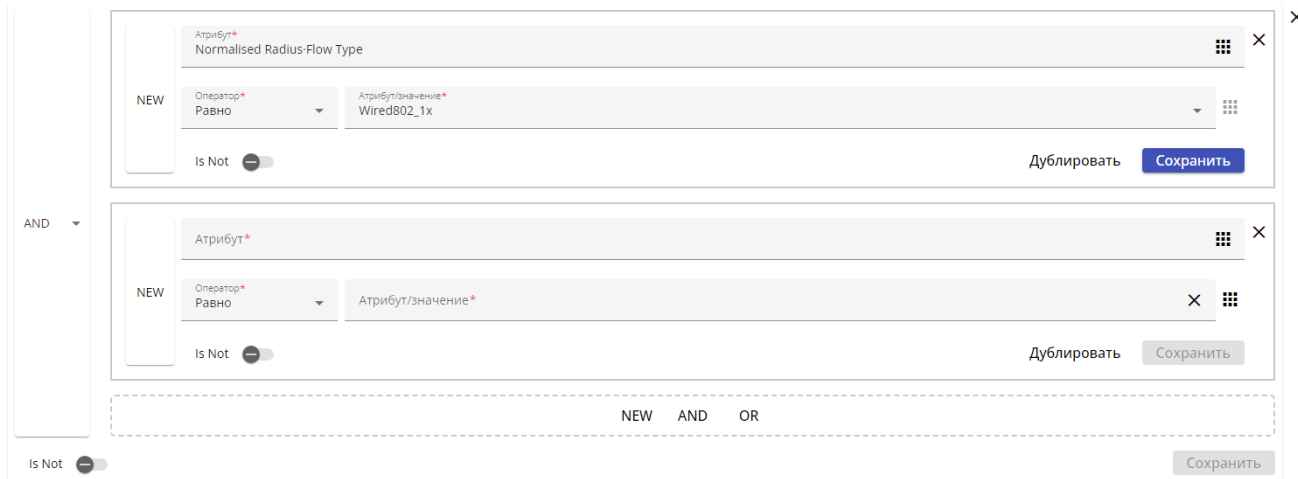 Атрибут*
Normalised Radius·Flow Type
NEW
Оператор*
Равно
Атрибут/значение*
Wired802_1x
Is Not
Дублировать
Сохранить
AND
Атрибут*
NEW
Оператор*
Равно
Атрибут/значение*
Is Not
Дублировать
Сохранить
NEW AND OR
Is Not
Сохранить